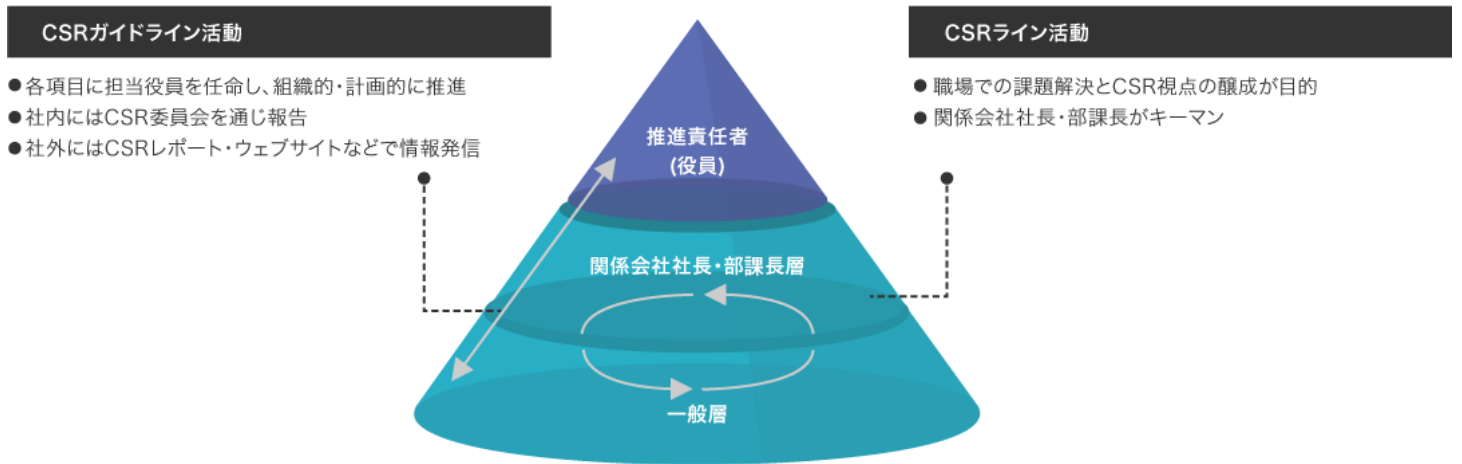 CSRガイドライン活動
●各項目に担当役員を任命し、組織的・計画的に推進
●社内にはCSR委員会を通じ報告
●社外にはCSRレポート・ウェブサイトなどで情報発信
CSRライン活動
● 職場での課題解決とCSR視点の醸成が目的
● 関係会社社長・部課長がキーマン
推進責任者
(役員)
関係会社社長・部課長層
一般層